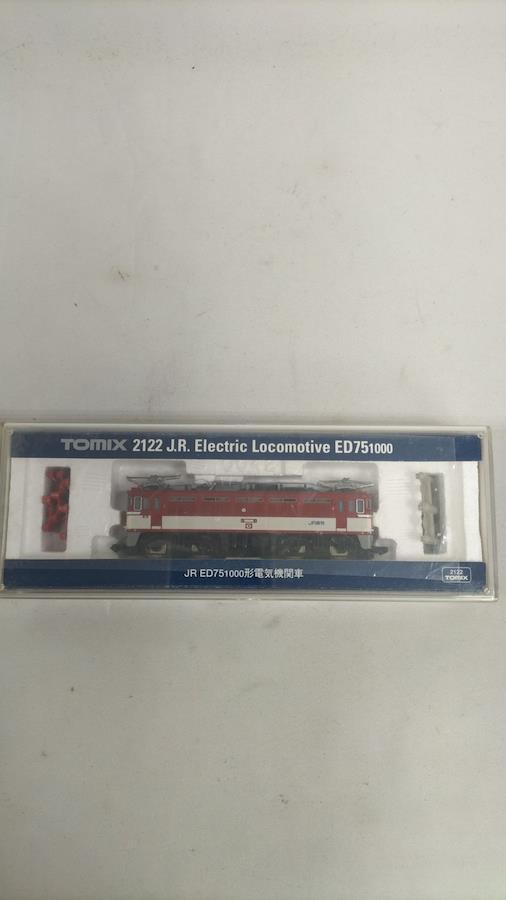 TOMIX 2122 J.R. Electric Locomotive ED751000
JR ED751000形電気機関車
2122
TOMIX